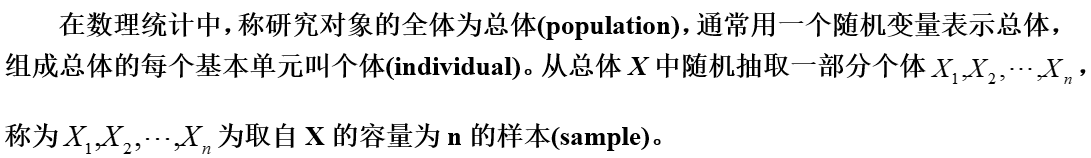 在数理统计中，称研究对象的全体为总体(population)，通常用一个随机变量表示总体，
组成总体的每个基本单元叫个体(individual)。从总体 X 中随机抽取一部分个体 X₁,X₂,⋯,Xₙ，
称为 X₁,X₂,⋯,Xₙ 为取自 X 的容量为 n 的样本(sample)。